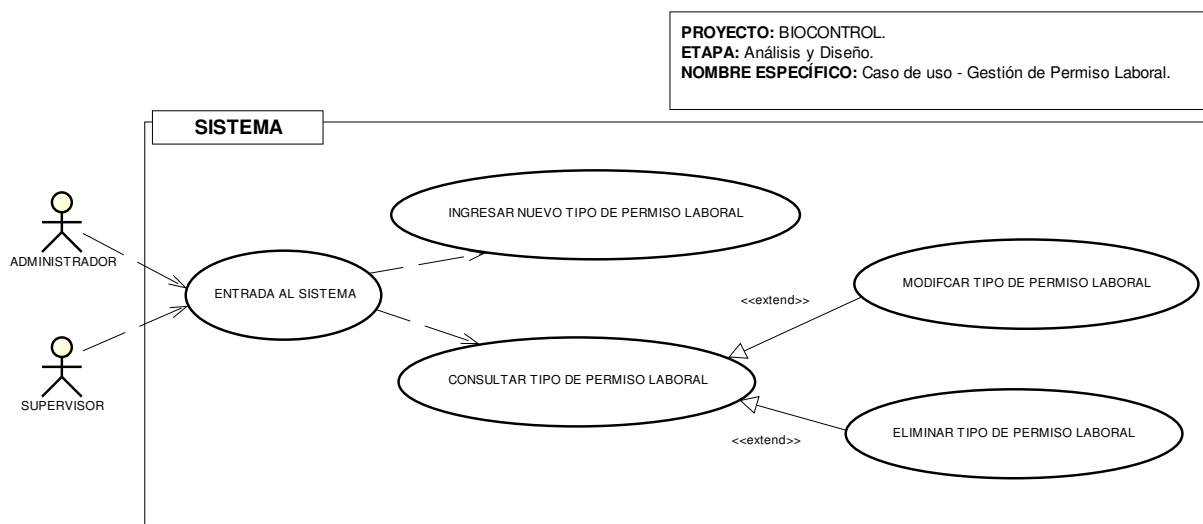 PROYECTO: BIOCONTROL.
ETAPA: Análisis y Diseño.
NOMBRE ESPECÍFICO: Caso de uso - Gestión de Permiso Laboral.
SISTEMA
INGRESAR NUEVO TIPO DE PERMISO LABORAL
ADMINISTRADOR
ENTRADA AL SISTEMA
MODIFCAR TIPO DE PERMISO LABORAL
<<extend>>
CONSULTAR TIPO DE PERMISO LABORAL
SUPERVISOR
<<extend>>
ELIMINAR TIPO DE PERMISO LABORAL